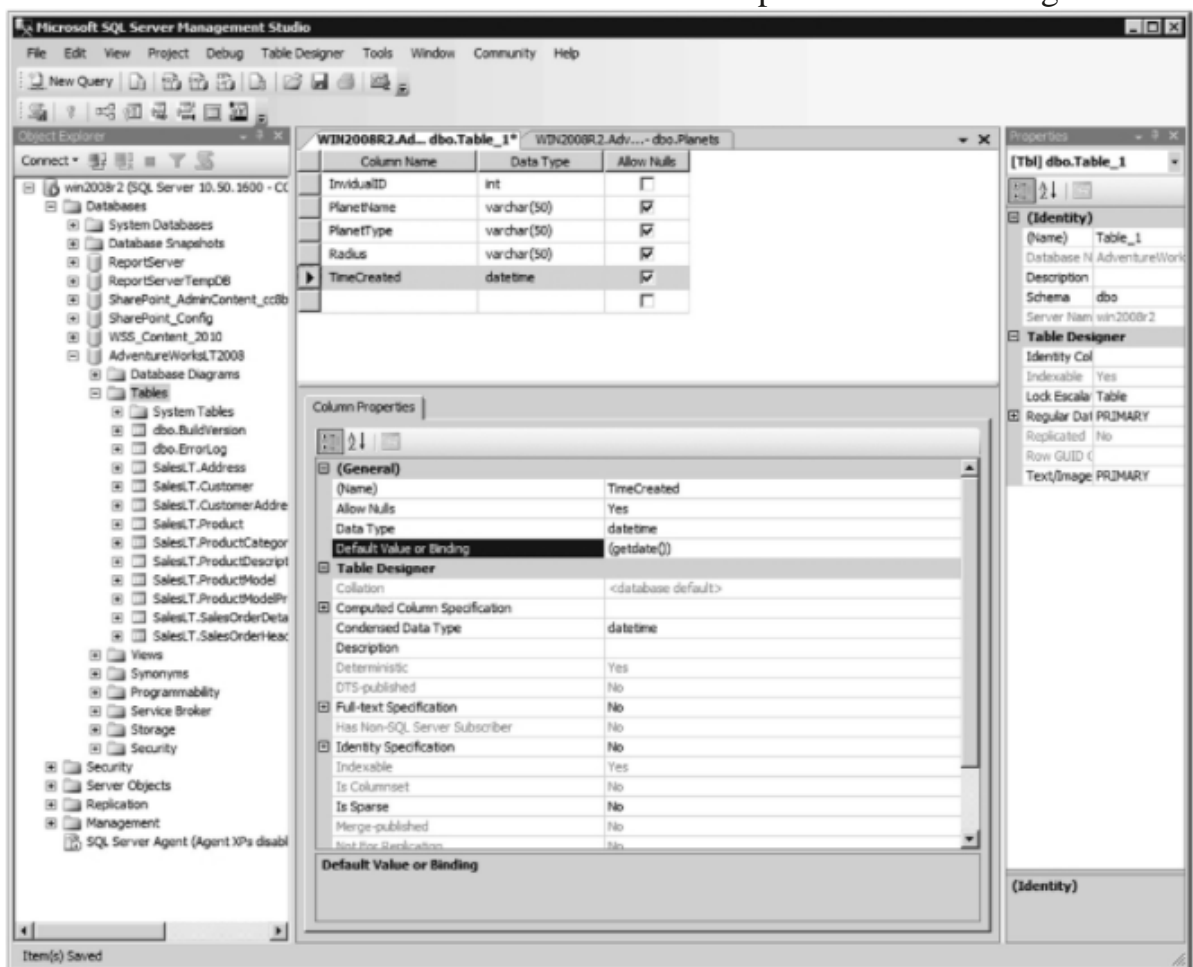 Microsoft SQL Server Management Studio
File Edit View Project Debug Table Designer Tools Window Community Help
New Query
Object Explorer
Connect
win2008r2 (SQL Server 10.50.1600 - CO
Databases
System Databases
Database Snapshots
ReportServer
ReportServerTempDB
SharePoint_AdminContent_cc8b
SharePoint_Config
WSS_Content_2010
AdventureWorksLT2008
Database Diagrams
Tables
System Tables
dbo.BuildVersion
dbo.ErrorLog
SalesLT.Address
SalesLT.Customer
SalesLT.CustomerAddre
SalesLT.Product
SalesLT.ProductCategor
SalesLT.ProductDescript
SalesLT.ProductModel
SalesLT.ProductModelPr
SalesLT.SalesOrderDeta
SalesLT.SalesOrderHeac
Views
Synonyms
Programmability
Service Broker
Storage
Security
Security
Server Objects
Replication
Management
SQL Server Agent (Agent XPs disabl
WIN2008R2.Ad... dbo.Table_1* WIN2008R2.Adv...- dbo.Planets
Column Name Data Type Allow Nulls
InvidualID int
PlanetName varchar(50)
PlanetType varchar(50)
Radius varchar(50)
TimeCreated datetime
Column Properties
(General)
(Name) TimeCreated
Allow Nulls Yes
Data Type datetime
Default Value or Binding (getdate())
Table Designer
Collation <database default>
Computed Column Specification
Condensed Data Type datetime
Description
Deterministic Yes
DTS-published No
Full-text Specification No
Has Non-SQL Server Subscriber No
Identity Specification No
Indexable Yes
Is Columnset No
Is Sparse No
Merge-published No
Not For Replication No
Default Value or Binding
Properties
[Tbl] dbo.Table_1
(Identity)
(Name) Table_1
Database N AdventureWork
Description
Schema dbo
Server Nam win2008r2
Table Designer
Identity Col
Indexable Yes
Lock Escala Table
Regular Dat PRIMARY
Replicated No
Row GUID C
Text/Image PRIMARY
(Identity)
Item(s) Saved